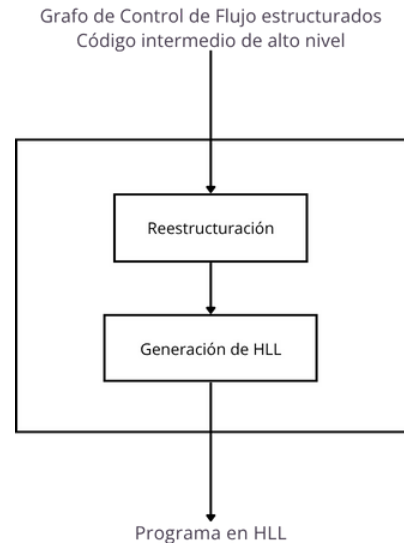 Grafo de Control de Flujo estructurados
Código intermedio de alto nivel
Reestructuración
Generación de HLL
Programa en HLL